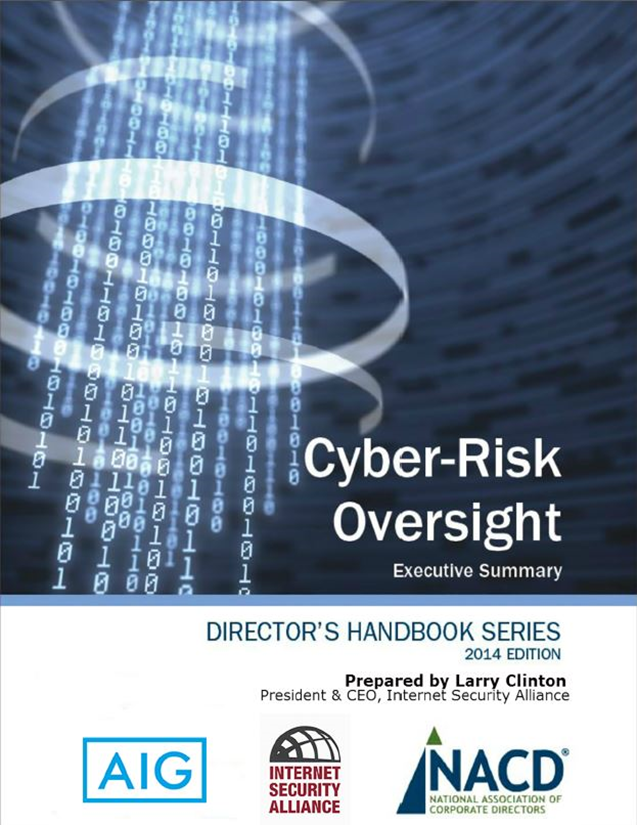 Cyber-Risk
Oversight
Executive Summary
DIRECTOR'S HANDBOOK SERIES
2014 EDITION
Prepared by Larry Clinton
President & CEO, Internet Security Alliance
AIG
INTERNET
SECURITY
ALLIANCE
NACD®
NATIONAL ASSOCIATION OF
CORPORATE DIRECTORS